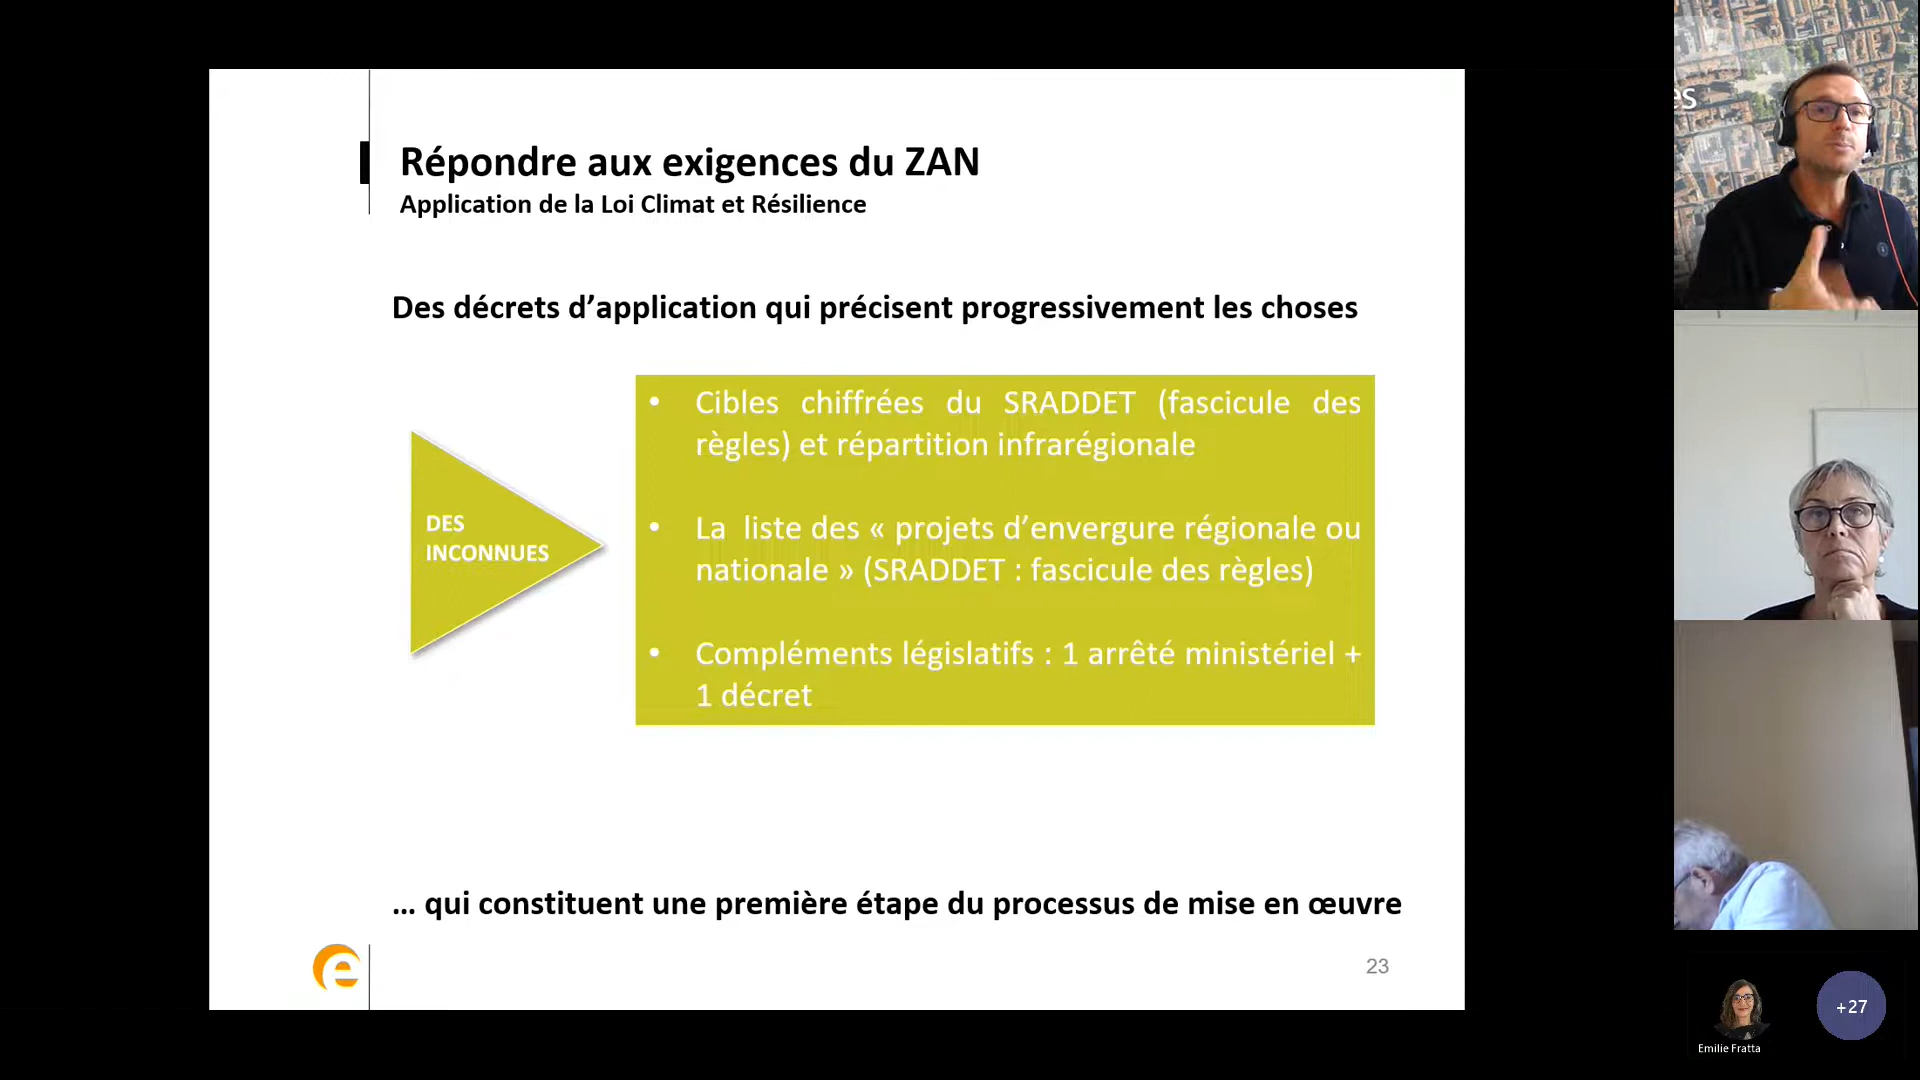 Répondre aux exigences du ZAN
Application de la Loi Climat et Résilience
Des décrets d’application qui précisent progressivement les choses
DES
INCONNUES
• Cibles chiffrées du SRADDET (fascicule des
règles) et répartition infrarégionale
• La liste des « projets d’envergure régionale ou
nationale » (SRADDET : fascicule des règles)
• Compléments législatifs : 1 arrêté ministériel +
1 décret
... qui constituent une première étape du processus de mise en œuvre
e
23
es
+27
Emilie Fratta